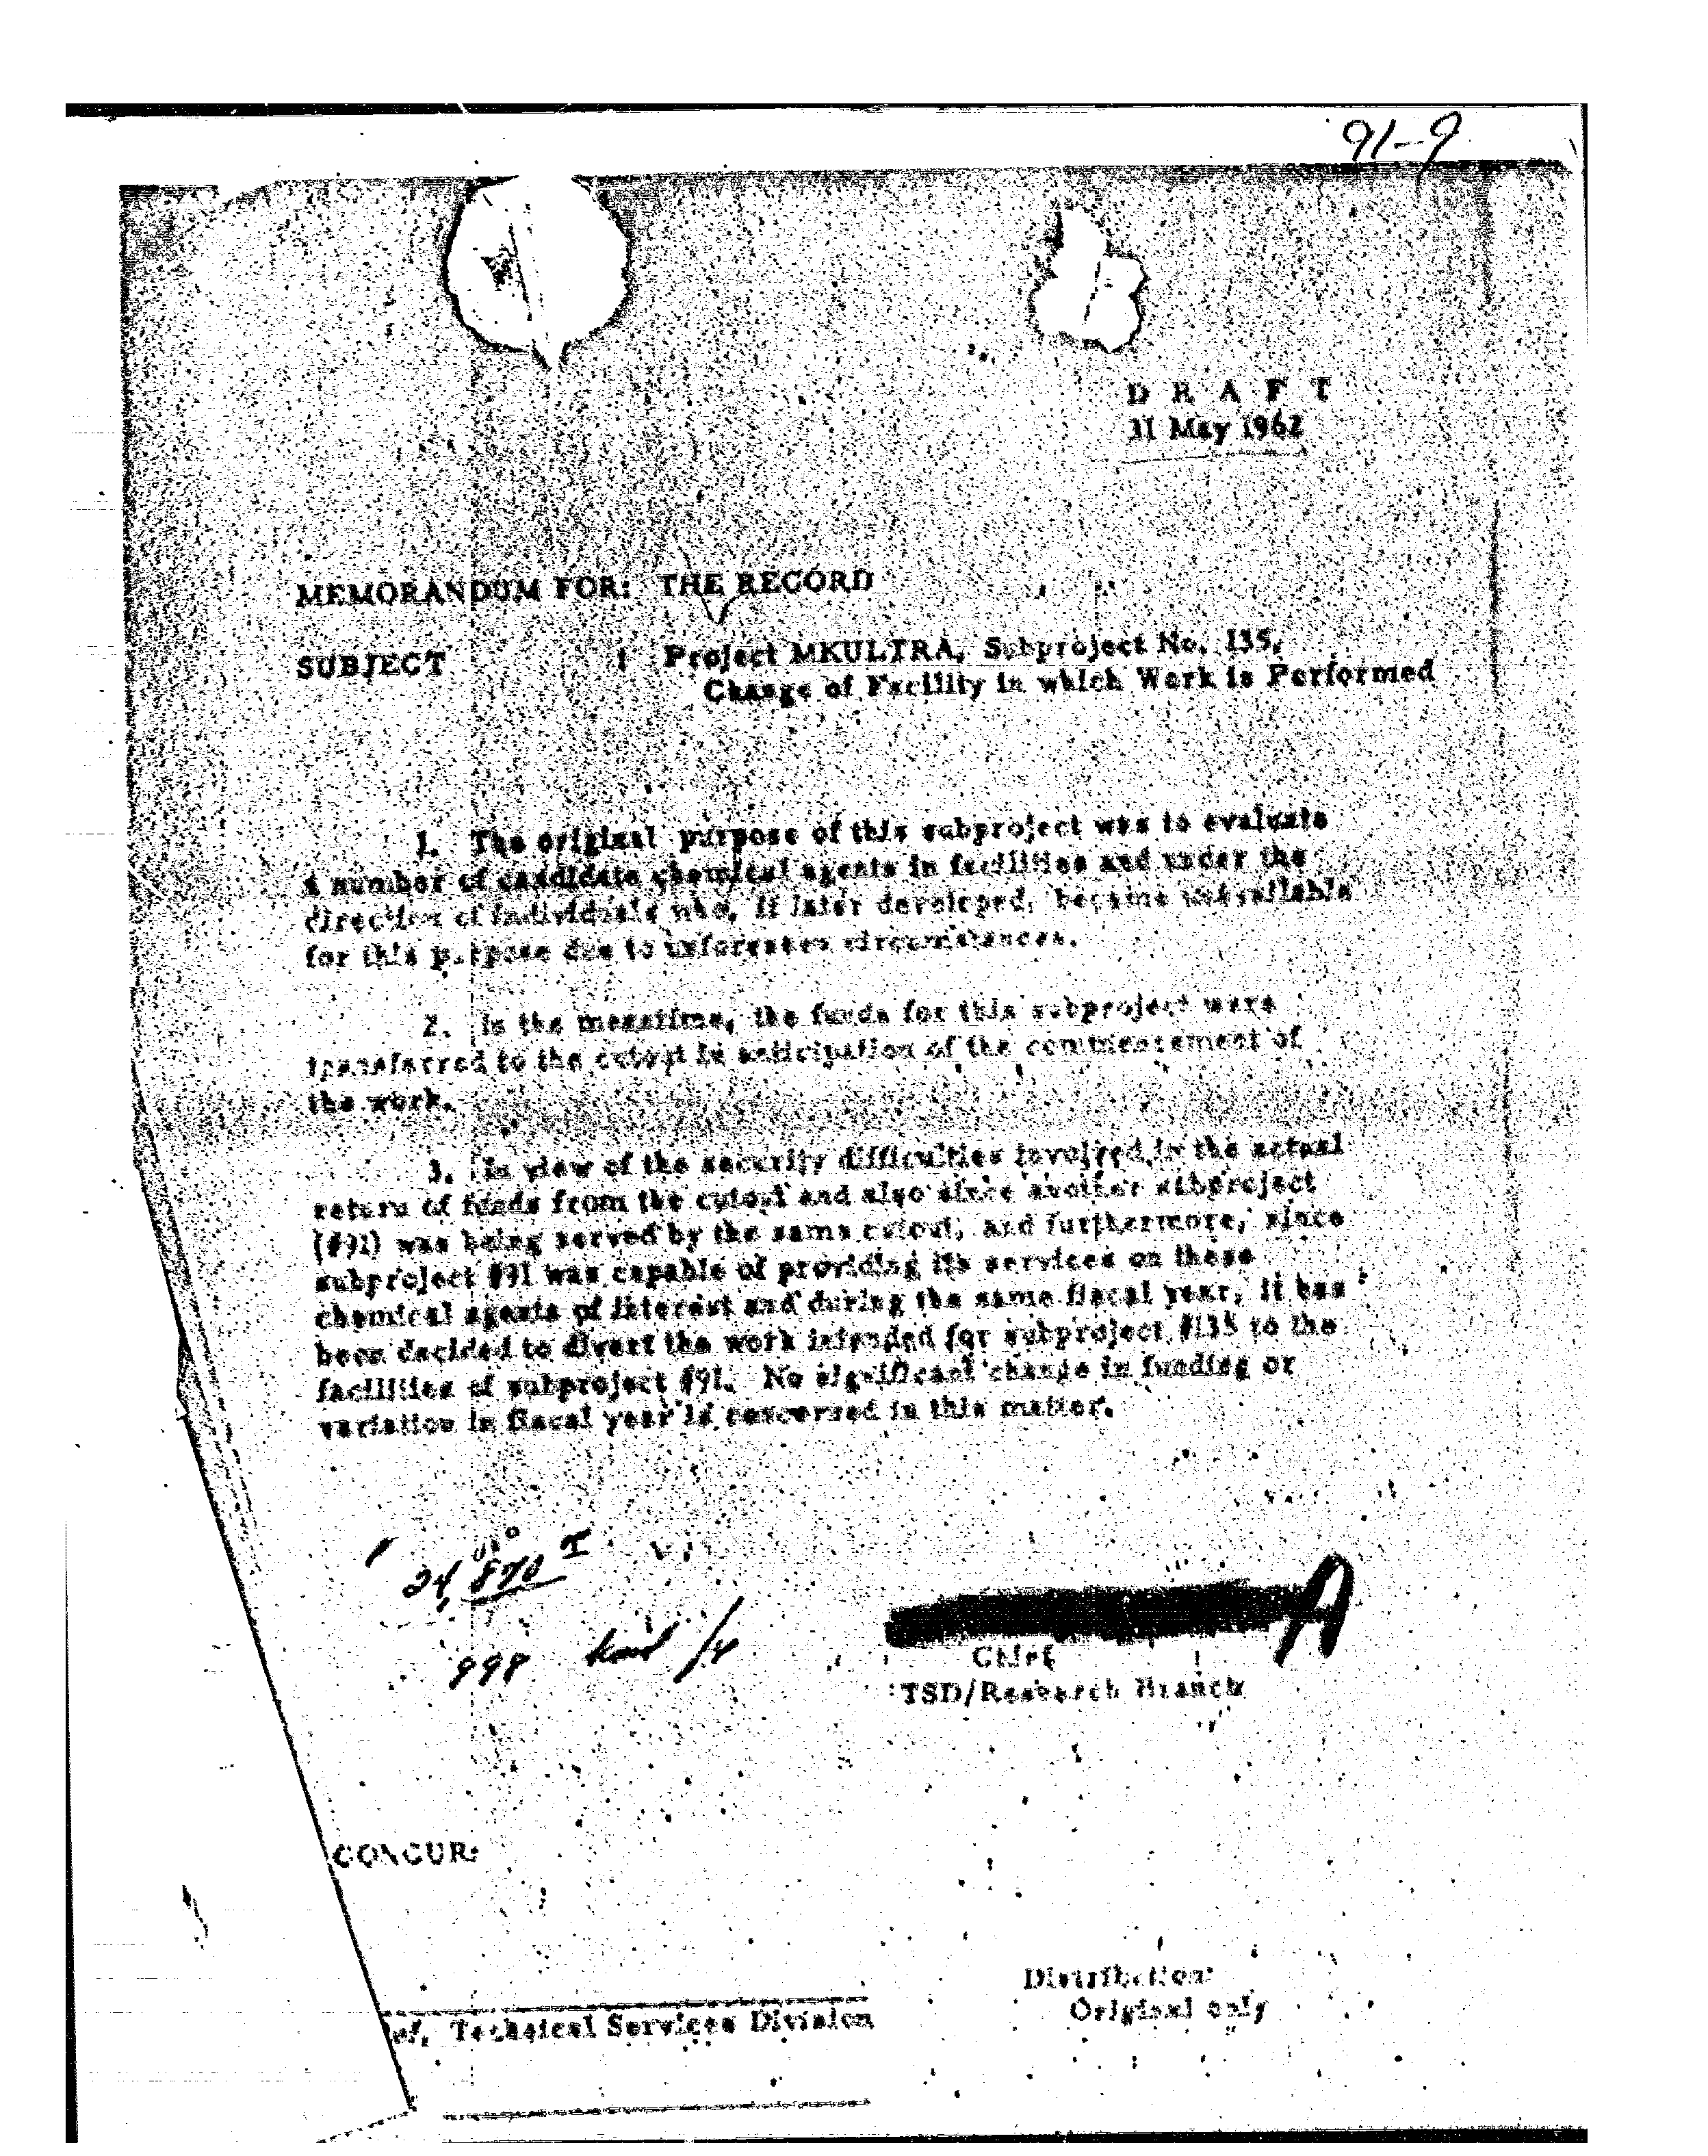 91-9
D R A F T
11 May 1962
MEMORANDUM FOR: THE RECORD
SUBJECT : Project MKULTRA, Subproject No. 135,
Change of Facility in which Work is Performed
1. The original purpose of this subproject was to evaluate
a number of candidate chemical agents in facilities and under the
direction of individuals who, it later developed, became unavailable
for this purpose due to unforeseen circumstances.
2. In the meantime, the funds for this subproject were
transferred to the cutout in anticipation of the commencement of
the work.
3. In view of the security difficulties involved in the actual
return of funds from the cutout and also since another subproject
(#91) was being served by the same cutout, and furthermore, since
subproject #91 was capable of providing its services on these
chemical agents of interest and during the same fiscal year, it has
been decided to divert the work intended for subproject #135 to the
facilities of subproject #91. No significant change in funding or
variation in fiscal year is concerned in this matter.
A
Chief
TSD/Research Branch
CONCUR:
Distribution:
Original only
ef, Technical Services Division